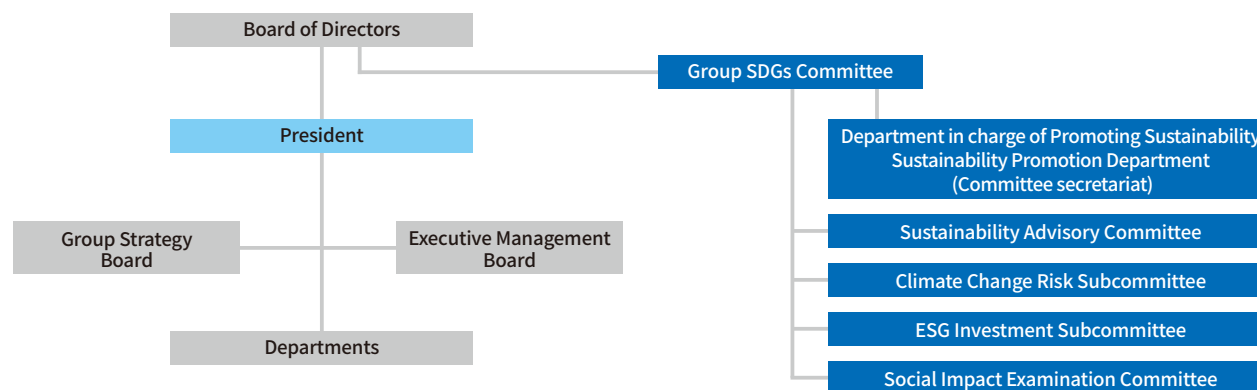 Board of Directors
Group SDGs Committee
President
Department in charge of Promoting Sustainability
Sustainability Promotion Department
(Committee secretariat)
Group Strategy
Board
Executive Management
Board
Sustainability Advisory Committee
Climate Change Risk Subcommittee
ESG Investment Subcommittee
Departments
Social Impact Examination Committee